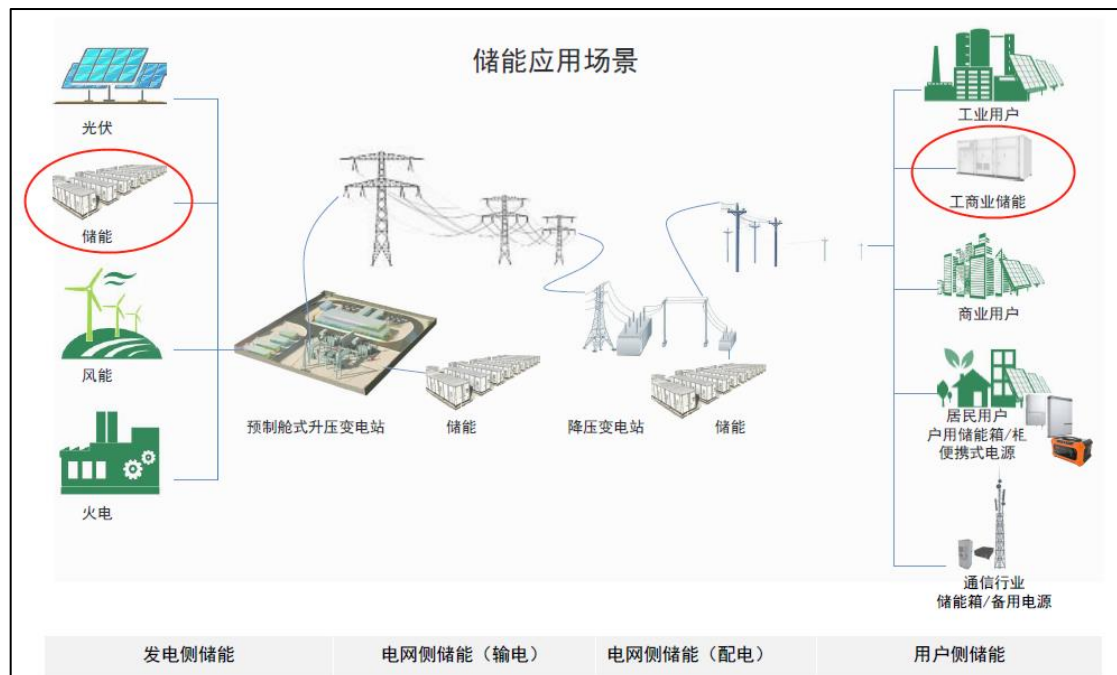 储能应用场景
光伏
储能
风能
火电
预制舱式升压变电站
储能
降压变电站
储能
工业用户
工商业储能
商业用户
居民用户
户用储能箱/柜
便携式电源
通信行业
储能箱/备用电源
发电侧储能
电网侧储能（输电）
电网侧储能（配电）
用户侧储能